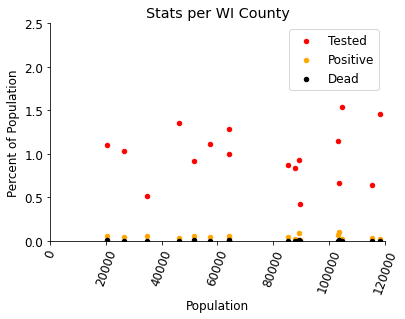 Stats per WI County
Tested
Positive
Dead
Percent of Population
2.5
2.0
1.5
1.0
0.5
0.0
0
20000
40000
60000
80000
100000
120000
Population